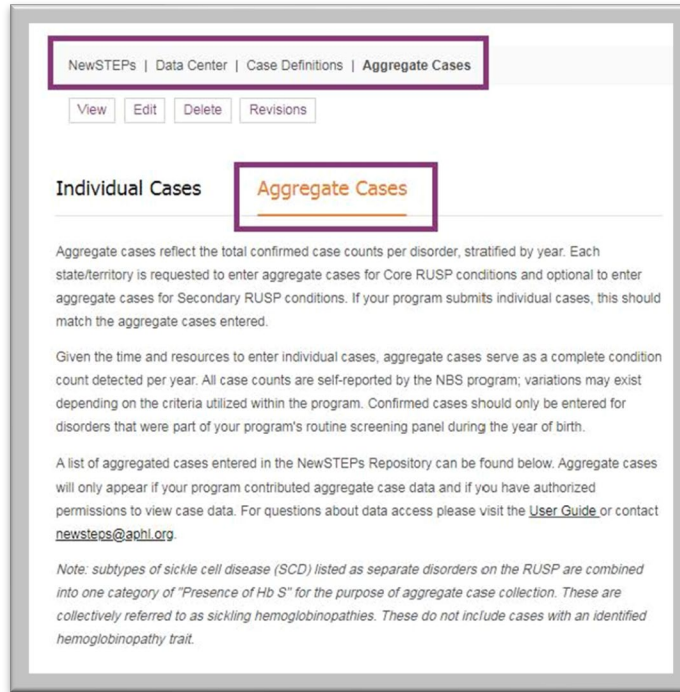 NewSTEPs | Data Center | Case Definitions | Aggregate Cases
View Edit Delete Revisions
Individual Cases Aggregate Cases
Aggregate cases reflect the total confirmed case counts per disorder, stratified by year. Each
state/territory is requested to enter aggregate cases for Core RUSP conditions and optional to enter
aggregate cases for Secondary RUSP conditions. If your program submits individual cases, this should
match the aggregate cases entered.
Given the time and resources to enter individual cases, aggregate cases serve as a complete condition
count detected per year. All case counts are self-reported by the NBS program; variations may exist
depending on the criteria utilized within the program. Confirmed cases should only be entered for
disorders that were part of your program's routine screening panel during the year of birth.
A list of aggregated cases entered in the NewSTEPs Repository can be found below. Aggregate cases
will only appear if your program contributed aggregate case data and if you have authorized
permissions to view case data. For questions about data access please visit the User Guide or contact
newsteps@aphl.org.
Note: subtypes of sickle cell disease (SCD) listed as separate disorders on the RUSP are combined
into one category of "Presence of Hb S" for the purpose of aggregate case collection. These are
collectively referred to as sickling hemoglobinopathies. These do not include cases with an identified
hemoglobinopathy trait.